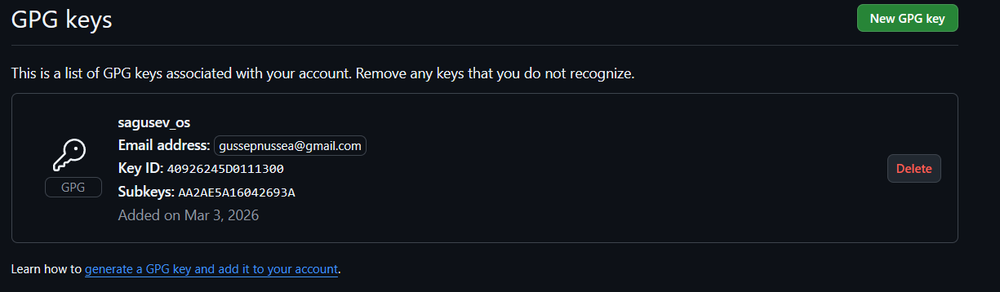 GPG keys
New GPG key
This is a list of GPG keys associated with your account. Remove any keys that you do not recognize.
sagusev_os
Email address: gussepnussea@gmail.com
Key ID: 40926245D0111300
GPG
Subkeys: AA2AE5A16042693A
Added on Mar 3, 2026
Delete
Learn how to generate a GPG key and add it to your account.